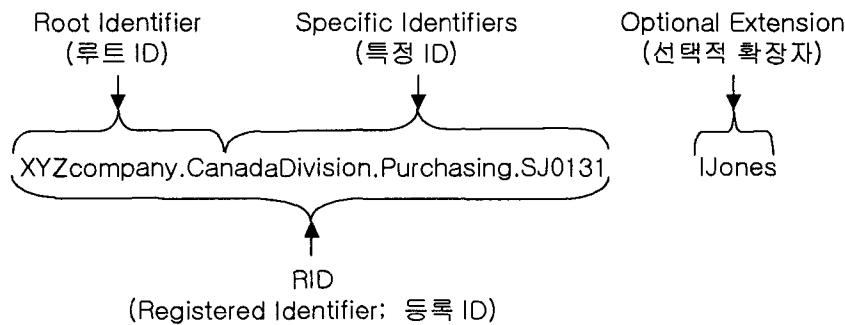 Root Identifier
(루트 ID)
Specific Identifiers
(특정 ID)
Optional Extension
(선택적 확장자)
XYZcompany.CanadaDivision.Purchasing.SJ0131
IJones
RID
(Registered Identifier; 등록 ID)